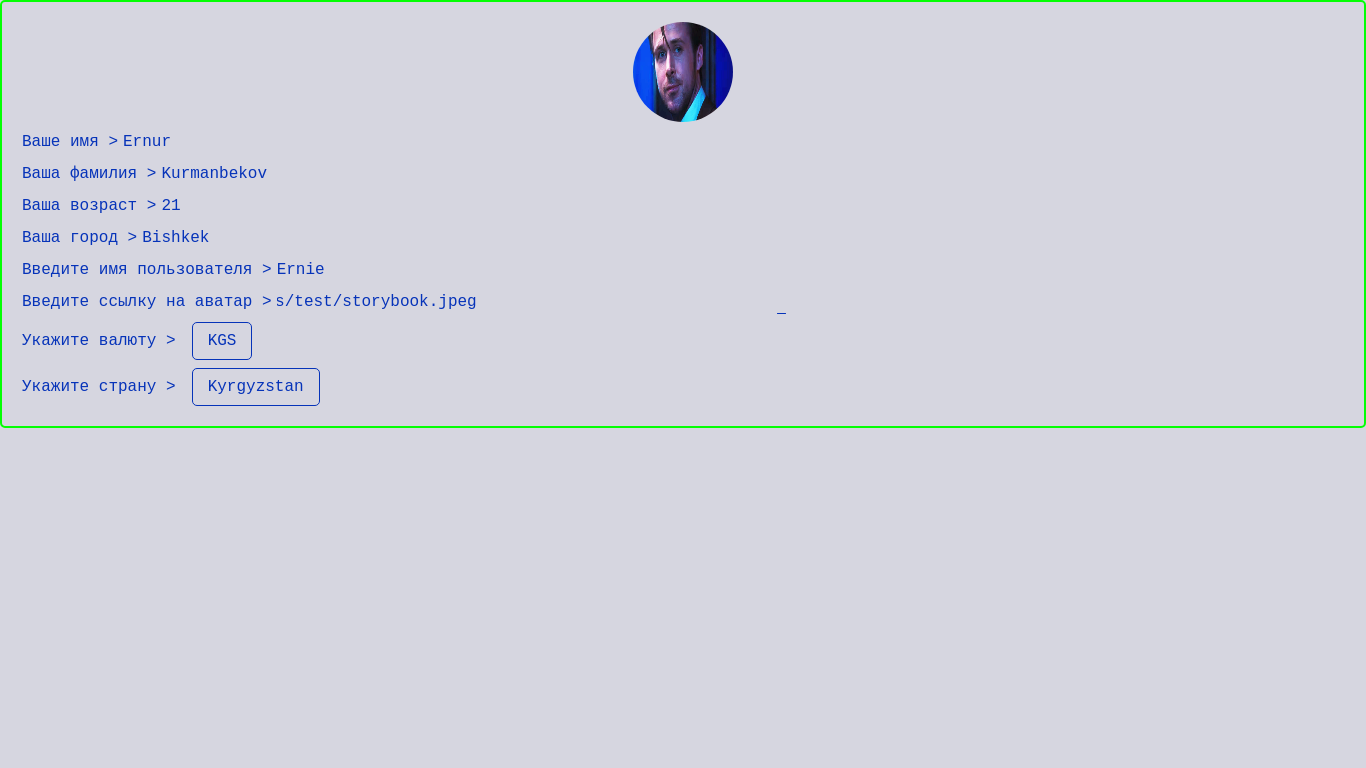 Ваше имя > Ernur
Ваша фамилия > Kurmanbekov
Ваша возраст > 21
Ваша город > Bishkek
Введите имя пользователя > Ernie
Введите ссылку на аватар > s/test/storybook.jpeg
_
Укажите валюту > KGS
Укажите страну > Kyrgyzstan